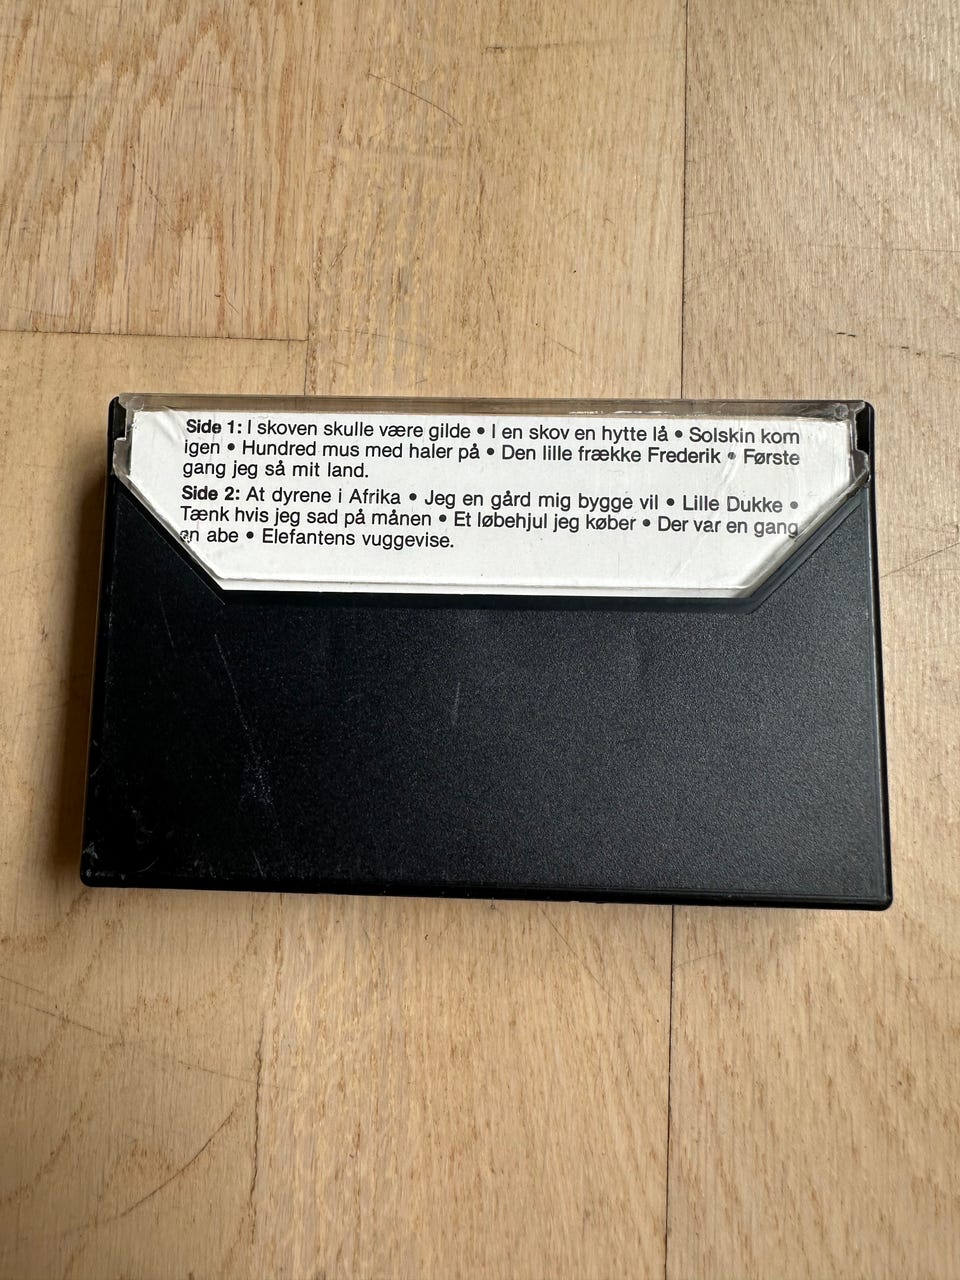 Side 1: I skoven skulle være gilde • I en skov en hytte lå • Solskin kom
igen • Hundred mus med haler på • Den lille frække Frederik • Første
gang jeg så mit land.
Side 2: At dyrene i Afrika • Jeg en gård mig bygge vil • Lille Dukke •
Tænk hvis jeg sad på månen • Et løbehjul jeg køber • Der var en gang
en abe • Elefantens vuggevise.